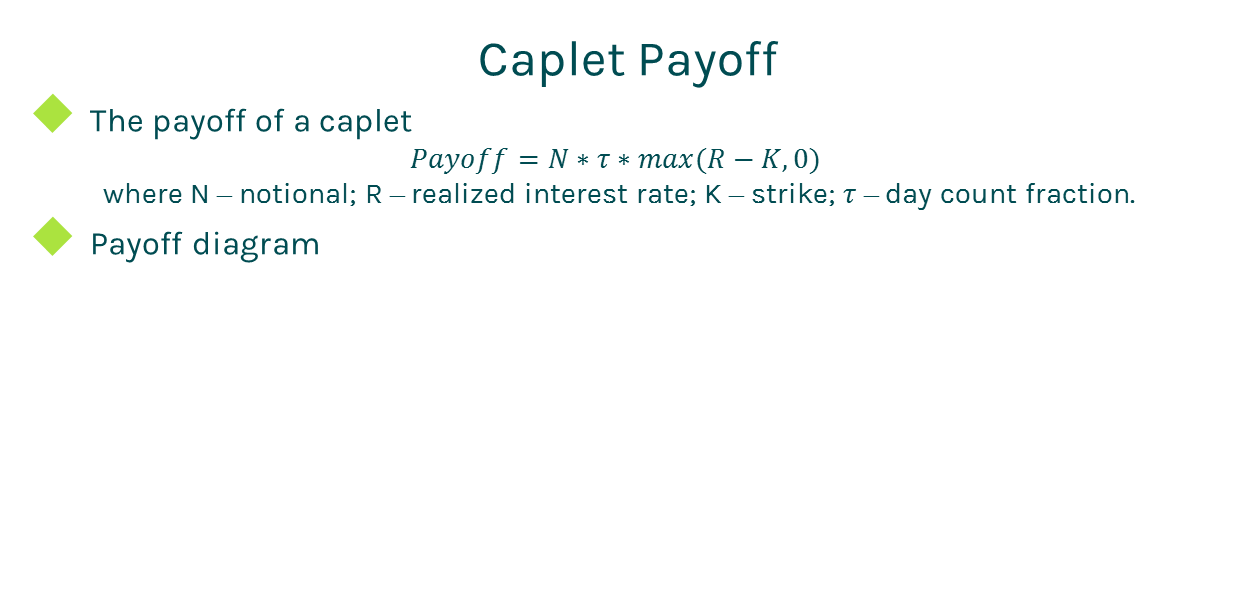 Caplet Payoff
The payoff of a caplet
𝑃𝑎𝑦𝑜𝑓𝑓 = 𝑁 ∗ 𝜏 ∗ 𝑚𝑎𝑥(𝑅 − 𝐾, 0)
where N – notional; R – realized interest rate; K – strike; 𝜏 – day count fraction.
Payoff diagram